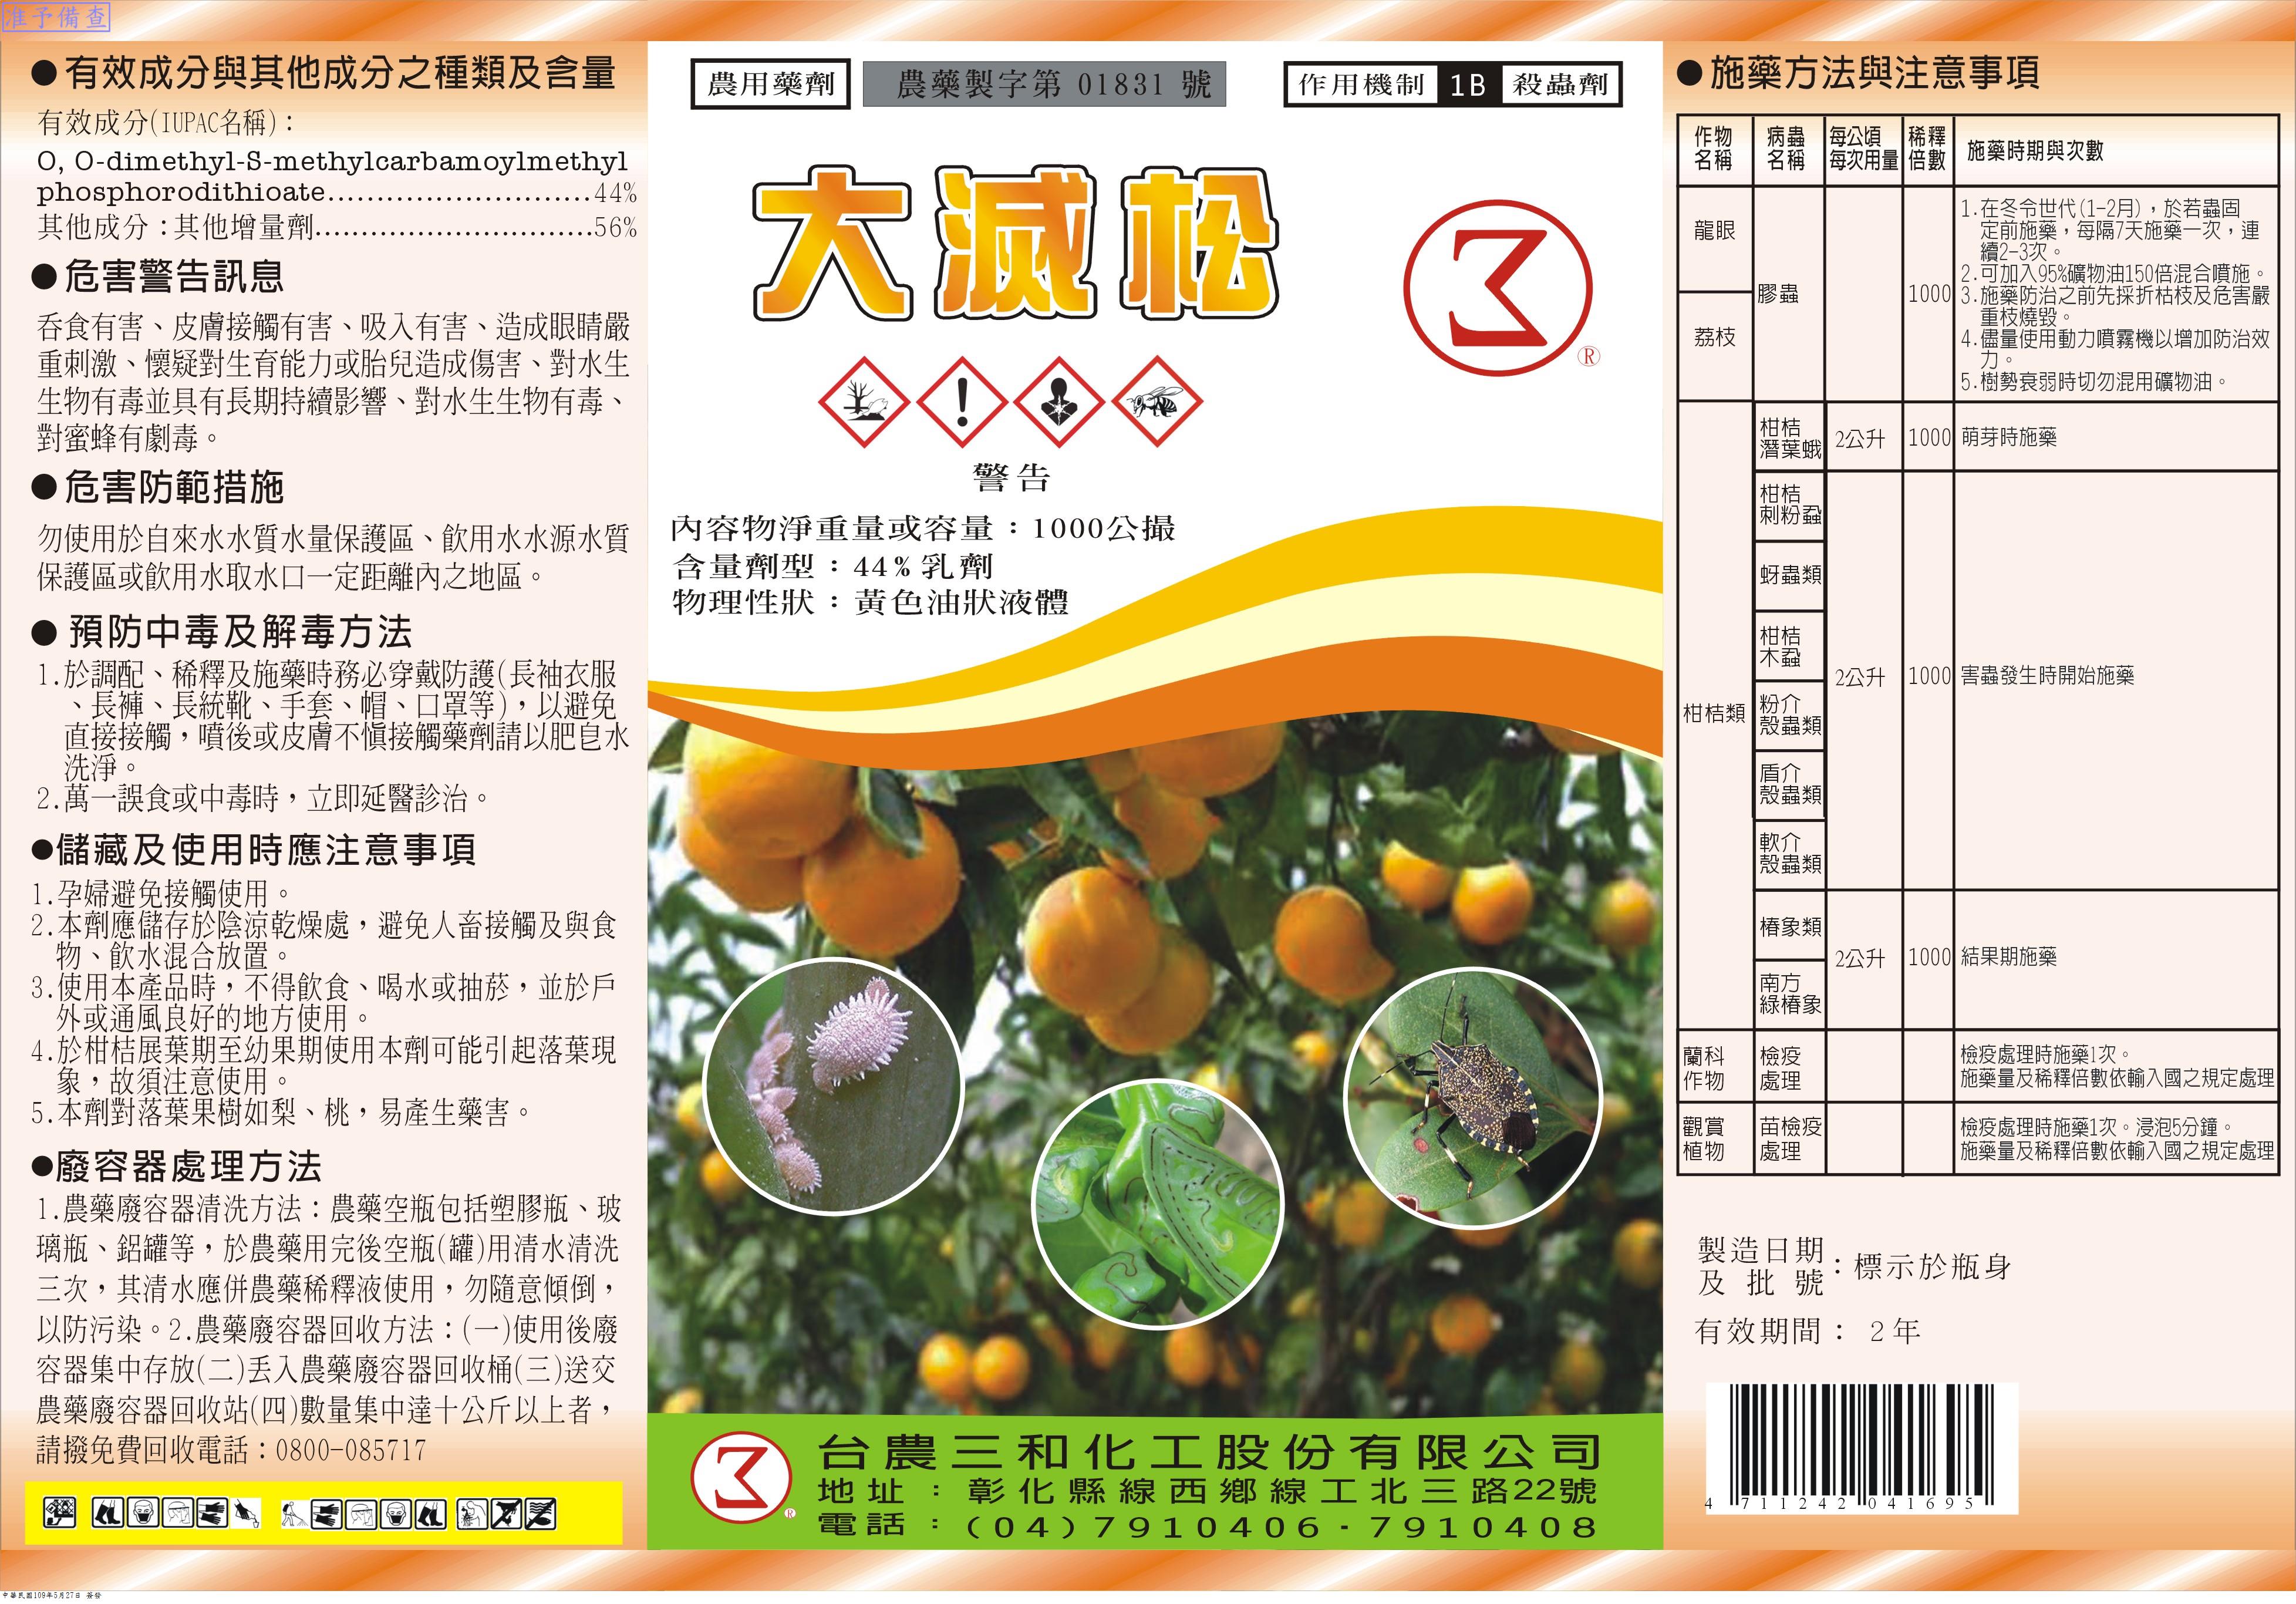 准予備查
●有效成分與其他成分之種類及含量
有效成分(IUPAC名稱)：
O, O-dimethyl-S-methylcarbamoylmethyl
phosphorodithioate...........................44%
其他成分：其他增量劑.............................56%
●危害警告訊息
吞食有害、皮膚接觸有害、吸入有害、造成眼睛嚴
重刺激、懷疑對生育能力或胎兒造成傷害、對水生
生物有毒並具有長期持續影響、對水生生物有毒、
對蜜蜂有劇毒。
●危害防範措施
勿使用於自來水水質水量保護區、飲用水水源水質
保護區或飲用水取水口一定距離內之地區。
●預防中毒及解毒方法
1.於調配、稀釋及施藥時務必穿戴防護(長袖衣服
、長褲、長統靴、手套、帽、口罩等)，以避免
直接接觸，噴後或皮膚不慎接觸藥劑請以肥皂水
洗淨。
2.萬一誤食或中毒時，立即延醫診治。
●儲藏及使用時應注意事項
1.孕婦避免接觸使用。
2.本劑應儲存於陰涼乾燥處，避免人畜接觸及與食
物、飲水混合放置。
3.使用本產品時，不得飲食、喝水或抽菸，並於戶
外或通風良好的地方使用。
4.於柑桔展葉期至幼果期使用本劑可能引起落葉現
象，故須注意使用。
5.本劑對落葉果樹如梨、桃，易產生藥害。
●廢容器處理方法
1.農藥廢容器清洗方法：農藥空瓶包括塑膠瓶、玻
璃瓶、鋁罐等，於農藥用完後空瓶(罐)用清水清洗
三次，其清水應併農藥稀釋液使用，勿隨意傾倒，
以防污染。2.農藥廢容器回收方法：(一)使用後廢
容器集中存放(二)丟入農藥廢容器回收桶(三)送交
農藥廢容器回收站(四)數量集中達十公斤以上者，
請撥免費回收電話：0800-085717
農用藥劑
農藥製字第 01831 號
作用機制 1B 殺蟲劑
大滅松
®
警告
內容物淨重量或容量：1000公撮
含量劑型：44%乳劑
物理性狀：黃色油狀液體
®
台農三和化工股份有限公司
地址：彰化縣線西鄉線工北三路22號
電話：(04)7910406-7910408
●施藥方法與注意事項
作物
名稱
病蟲
名稱
每公頃
每次用量
稀釋
倍數
施藥時期與次數
龍眼
荔枝
膠蟲
1000
1.在冬令世代(1-2月)，於若蟲固
定前施藥，每隔7天施藥一次，連
續2-3次。
2.可加入95%礦物油150倍混合噴施。
3.施藥防治之前先採折枯枝及危害嚴
重枝燒毀。
4.儘量使用動力噴霧機以增加防治效
力。
5.樹勢衰弱時切勿混用礦物油。
柑桔類
柑桔
潛葉蛾
2公升
1000
萌芽時施藥
柑桔
刺粉蝨
蚜蟲類
柑桔
木蝨
粉介
殼蟲類
盾介
殼蟲類
軟介
殼蟲類
2公升
1000
害蟲發生時開始施藥
椿象類
南方
綠椿象
2公升
1000
結果期施藥
蘭科
作物
檢疫
處理
檢疫處理時施藥1次。
施藥量及稀釋倍數依輸入國之規定處理
觀賞
植物
苗檢疫
處理
檢疫處理時施藥1次。浸泡5分鐘。
施藥量及稀釋倍數依輸入國之規定處理
製造日期
及批號：標示於瓶身
有效期間：2年
4 711242 041695
中華民國109年5月27日 簽發